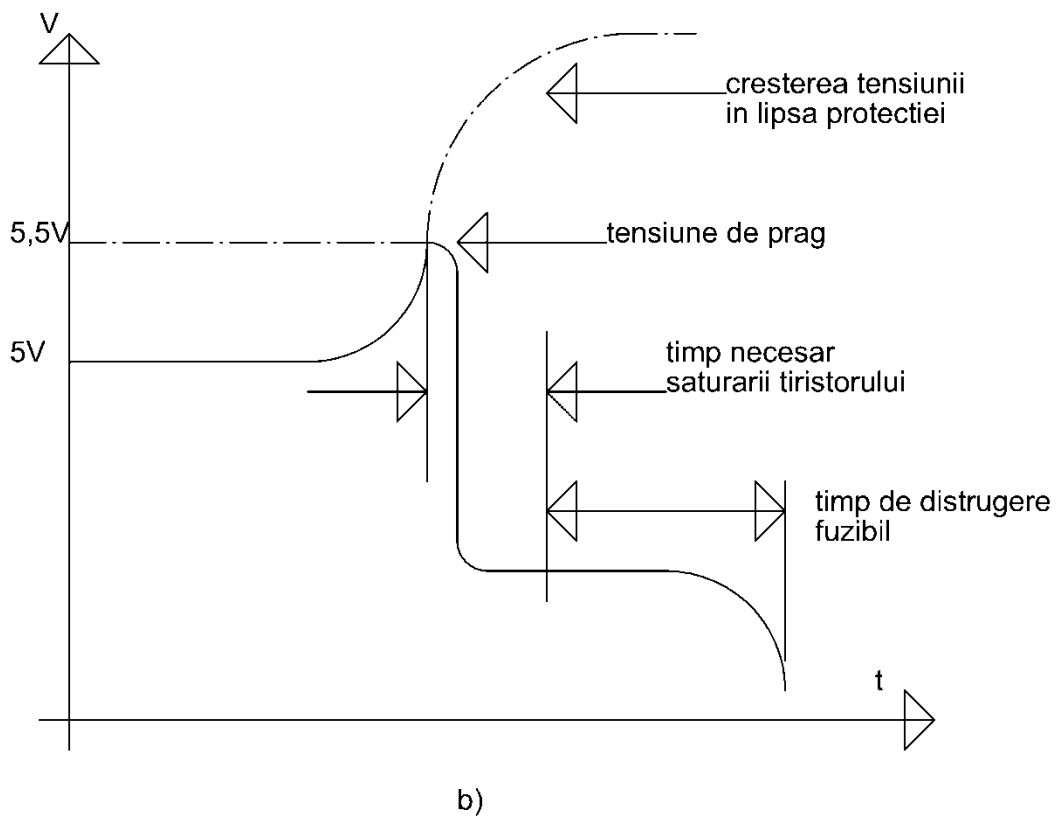 V
cresterea tensiunii
in lipsa protectiei
5,5V
tensiune de prag
5V
timp necesar
saturarii tiristorului
timp de distrugere
fuzibil
t
b)